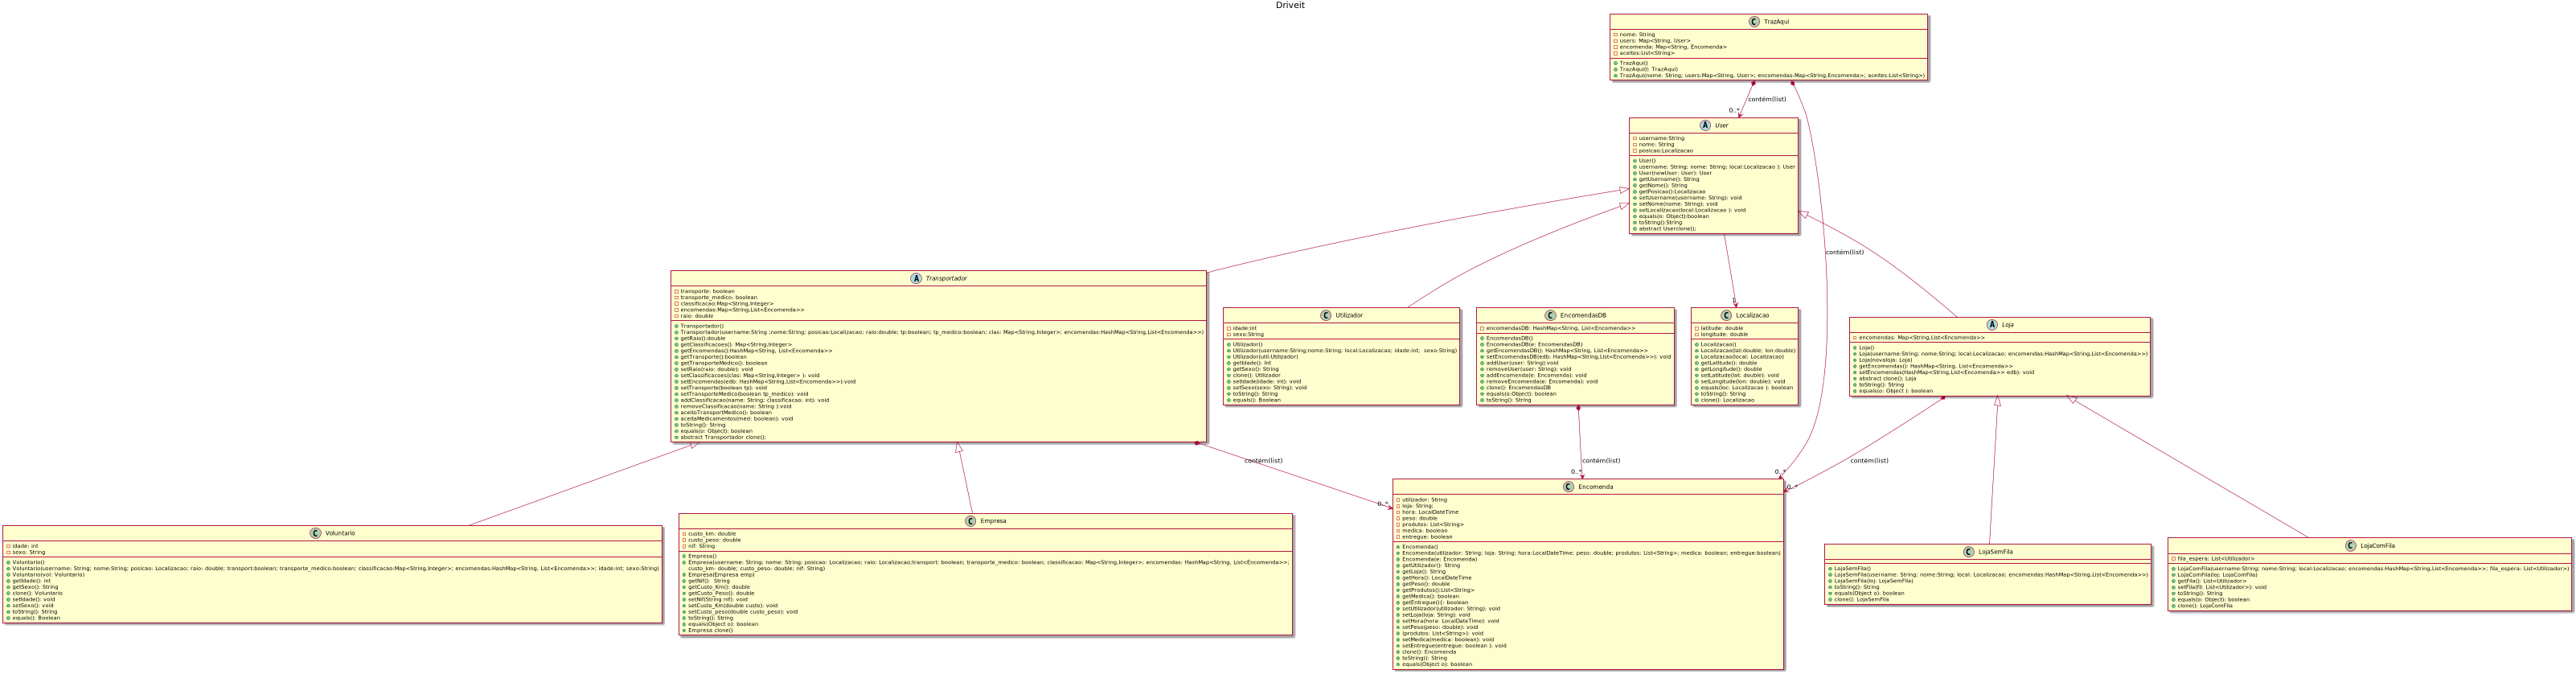 Driveit
TrazAqui
nome: String
users: Map<String, User>
encomenda: Map<String, Encomenda>
aceites:List<String>
TrazAqui()
TrazAqui(t: TrazAqui)
TrazAqui(nome: String; users:Map<String, User>; encomendas:Map<String,Encomenda>; aceites:List<String>)
contém(list)
0..*
User
username:String
nome: String
posicao:Localizacao
User()
username: String; nome: String; local:Localizacao ): User
User(newUser: User): User
getUsername(): String
getNome(): String
getPosicao():Localizacao
setUsername(username: String): void
setNome(nome: String): void
setLocalizacao(local:Localizacao ): void
equals(o: Object):boolean
toString():String
abstract Userclone();
contém(list)
Transportador
transporte: boolean
transporte_medico: boolean
classificacao:Map<String,Integer>
encomendas:Map<String,List<Encomenda>>
raio: double
Transportador()
Transportador(username:String ;nome:String; posicao:Localizacao; raio:double; tp:boolean; tp_medico:boolean; clas: Map<String,Integer>; encomendas:HashMap<String,List<Encomenda>>)
getRaio():double
getClassificacoes(): Map<String,Integer>
getEncomendas():HashMap<String, List<Encomenda>>
getTransporte():boolean
getTransporteMedico(): boolean
setRaio(raio: double): void
setClassificacoes(clas: Map<String,Integer> ): void
setEncomendas(edb: HashMap<String,List<Encomenda>>):void
setTransporte(boolean tp): void
setTransporteMedico(boolean tp_medico): void
addClassificacao(name: String; classificacao: int): void
removeClassificacao(name: String ):void
aceitoTransportMedico(): boolean
aceitaMedicamentos(med: boolean): void
toString(): String
equals(o: Object): boolean
abstract Transportador clone();
Utilizador
idade:int
sexo:String
Utilizador()
Utilizador(username:String;nome:String; local:Localizacao; idade:int; sexo:String)
Utilizador(util:Utilizador)
getIdade(): Int
getSexo(): String
clone(): Utilizador
setIdade(idade: int): void
setSexo(sexo: String): void
toString(): String
equals(): Boolean
EncomendasDB
encomendasDB: HashMap<String, List<Encomenda>>
EncomendasDB()
EncomendasDB(e: EncomendasDB)
getEncomendasDB(): HashMap<String, List<Encomenda>>
setEncomendasDB(edb: HashMap<String,List<Encomenda>>): void
addUser(user: String):void
removeUser(user: String): void
addEncomenda(e: Encomenda): void
removeEncomenda(e: Encomenda): void
clone(): EncomendasDB
equals(o:Object): boolean
toString(): String
1
Localizacao
latitude: double
longitude: double
Localizacao()
Localizacao(lat:double; lon:double)
Localizacao(local: Localizacao)
getLatitude(): double
getLongitude(): double
setLatitude(lat: double): void
setLongitude(lon: double): void
equals(loc: Localizacao ): boolean
toString(): String
clone(): Localizacao
Loja
encomendas: Map<String,List<Encomenda>>
Loja()
Loja(username:String; nome:String; local:Localizacao; encomendas:HashMap<String,List<Encomenda>>)
Loja(novaloja: Loja)
getEncomendas(): HashMap<String, List<Encomenda>>
setEncomendas(HashMap<String,List<Encomenda>> edb): void
abstract clone(): Loja
toString(): String
equals(o: Object ): boolean
contém(list)
0..*
contém(list)
0..*
0..*
contém(list)
0..*
Voluntario
idade: int
sexo: String
Voluntario()
Voluntario(username: String; nome:String; posicao: Localizacao; raio: double; transport:boolean; transporte_medico:boolean; classificacao:Map<String,Integer>; encomendas:HashMap<String, List<Encomenda>>; idade:int; sexo:String)
Voluntario(vol: Voluntario)
getIdade(): int
getSexo(): String
clone(): Voluntario
setIdade(): void
setSexo(): void
toString(): String
equals(): Boolean
Empresa
custo_km: double
custo_peso: double
nif: String
Empresa()
Empresa(username: String; nome: String; posicao: Localizacao; raio: Localizacao;transport: boolean; transporte_medico: boolean; classificacao: Map<String,Integer>; encomendas: HashMap<String, List<Encomenda>>;
custo_km: double; custo_peso: double; nif: String)
Empresa(Empresa emp(
getNif(): String
getCusto_Km(): double
getCusto_Peso(): double
setNif(String nif): void
setCusto_Km(double custo): void
setCusto_peso(double custo_peso): void
toString(): String
equals(Object o): boolean
Empresa clone()
Encomenda
utilizador: String
loja: String;
hora: LocalDateTime
peso: double
produtos: List<String>
medica: boolean
entregue: boolean
Encomenda()
Encomenda(utilizador: String; loja: String; hora:LocalDateTime; peso: double; produtos: List<String>; medica: boolean; entregue:boolean)
Encomenda(e: Encomenda)
getUtilizador(): String
getLoja(): String
getHora(): LocalDateTime
getPeso(): double
getProdutos():List<String>
getMedica(): boolean
getEntregue(): boolean
setUtilizador(utilizador: String): void
setLoja(loja: String): void
setHora(hora: LocalDateTime): void
setPeso(peso: double): void
(produtos: List<String>): void
setMedica(medica: boolean): void
setEntregue(entregue: boolean ): void
clone(): Encomenda
toString(): String
equals(Object o): boolean
LojaSemFila
LojaSemFila()
LojaSemFila(username: String; nome:String; local: Localizacao; encomendas:HashMap<String,List<Encomenda>>)
LojaSemFila(loj: LojaSemFila)
toString(): String
equals(Object o): boolean
clone(): LojaSemFila
LojaComFila
fila_espera: List<Utilizador>
LojaComFila(username:String; nome:String; local:Localizacao; encomendas:HashMap<String,List<Encomenda>>; fila_espera: List<Utilizador>)
LojaComFila(loj: LojaComFila)
getFila(): List<Utilizador>
setFila(fil: List<Utilizador>): void
toString(): String
equals(o: Object): boolean
clone(): LojaComFila